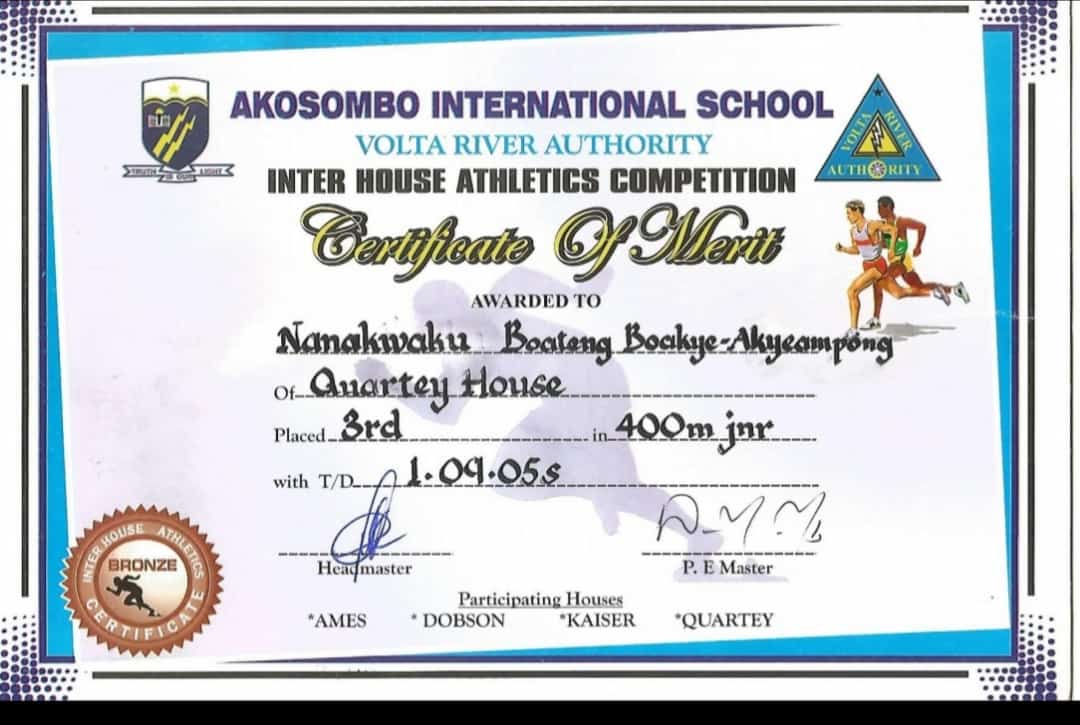 AKOSOMBO INTERNATIONAL SCHOOL
VOLTA RIVER AUTHORITY
INTER HOUSE ATHLETICS COMPETITION
Certificate Of Merit
TRUTH IS OUR LIGHT
VOLTA RIVER AUTHORITY
AWARDED TO
Nanakwaku Boateng Boakye-Akyeampong
Of Quartey House
Placed 3rd in 400m jnr
with T/D 1.09.05s
Headmaster
P. E Master
INTER HOUSE ATHLETICS
BRONZE
CERTIFICATE
Participating Houses
*AMES * DOBSON *KAISER *QUARTEY